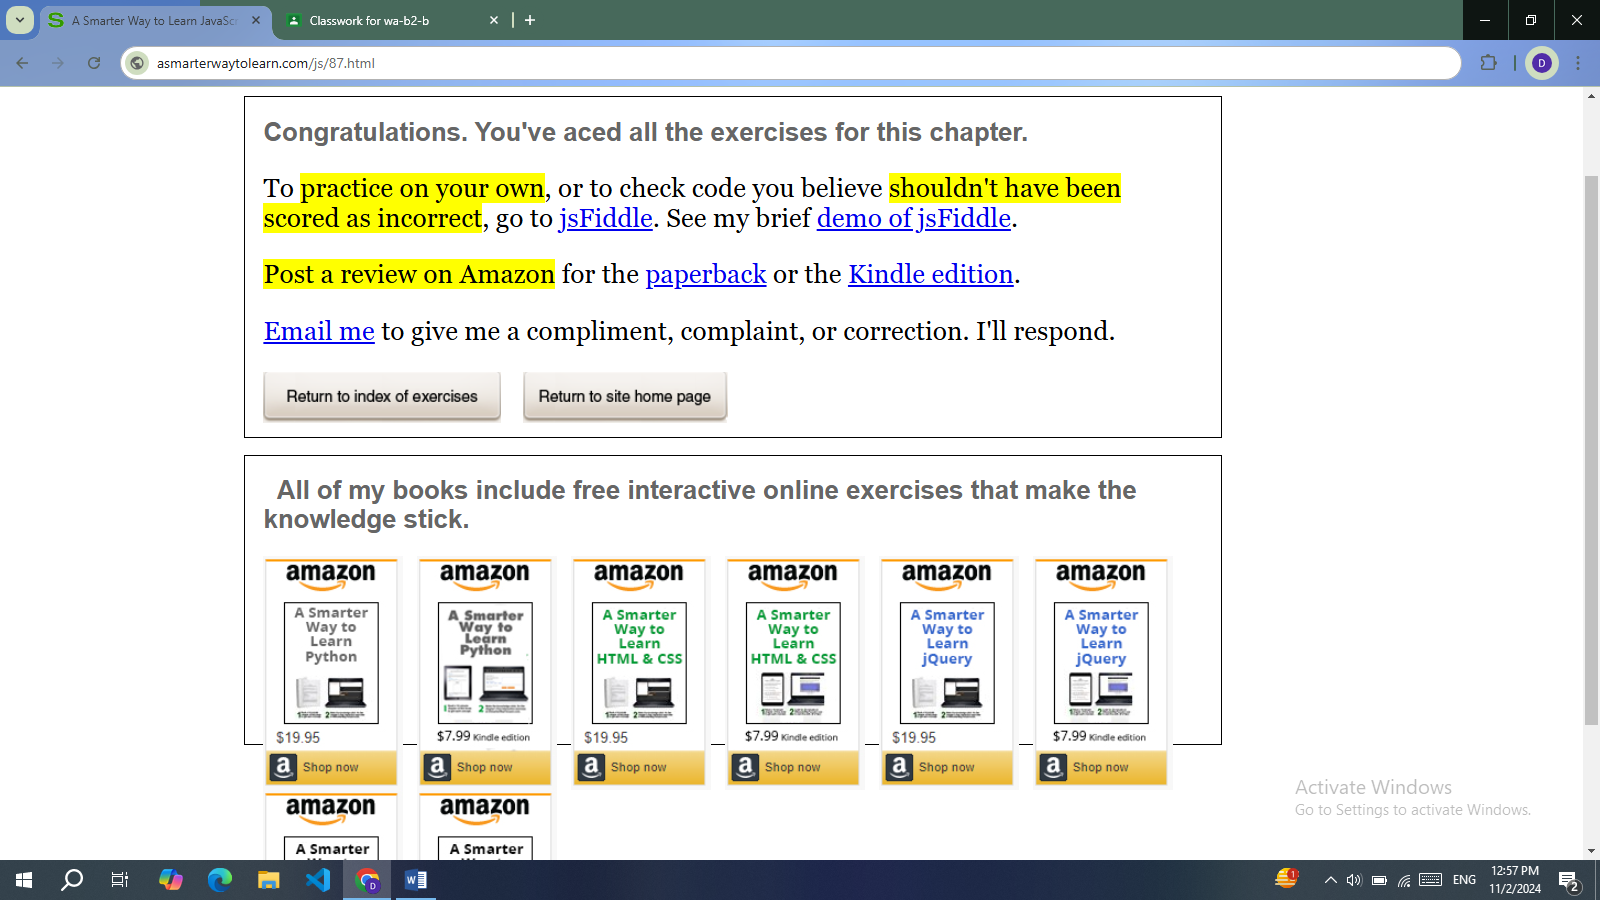 A Smarter Way to Learn JavaSc
Classwork for wa-b2-b
asmarterwaytolearn.com/js/87.html
D
Congratulations. You've aced all the exercises for this chapter.
To practice on your own, or to check code you believe shouldn't have been
scored as incorrect, go to jsFiddle. See my brief demo of jsFiddle.
Post a review on Amazon for the paperback or the Kindle edition.
Email me to give me a compliment, complaint, or correction. I'll respond.
Return to index of exercises
Return to site home page
All of my books include free interactive online exercises that make the
knowledge stick.
amazon
A Smarter
Way to
Learn
Python
$19.95
a Shop now
amazon
A Smarter
Way to
Learn
Python
$7.99 Kindle edition
a Shop now
amazon
A Smarter
Way to
Learn
HTML & CSS
$19.95
a Shop now
amazon
A Smarter
Way to
Learn
HTML & CSS
$7.99 Kindle edition
a Shop now
amazon
A Smarter
Way to
Learn
jQuery
$19.95
a Shop now
amazon
A Smarter
Way to
Learn
jQuery
$7.99 Kindle edition
a Shop now
amazon
A Smarter
amazon
A Smarter
Activate Windows
Go to Settings to activate Windows.
D
1
ENG
12:57 PM
11/2/2024
2